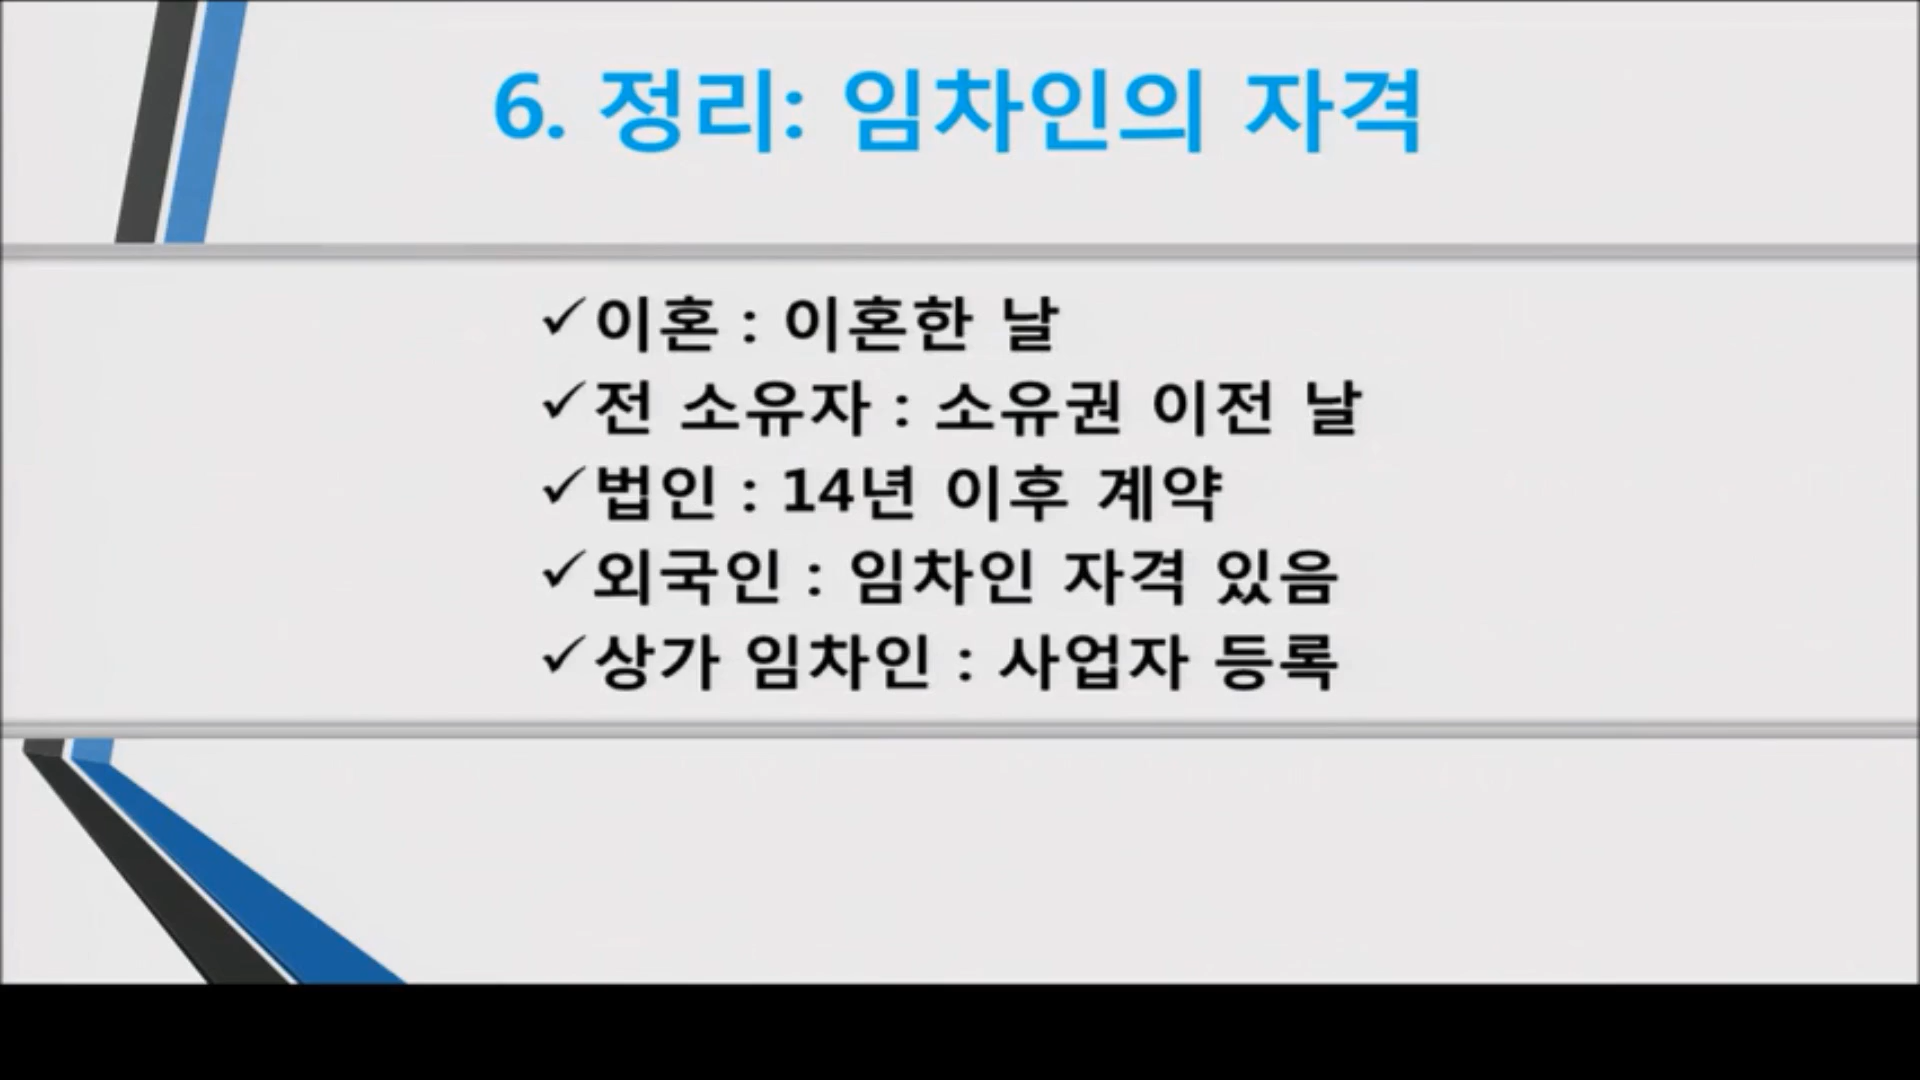 6. 정리: 임차인의 자격
✓이혼 : 이혼한 날
✓전 소유자 : 소유권 이전 날
✓법인 : 14년 이후 계약
✓외국인 : 임차인 자격 있음
✓상가 임차인 : 사업자 등록